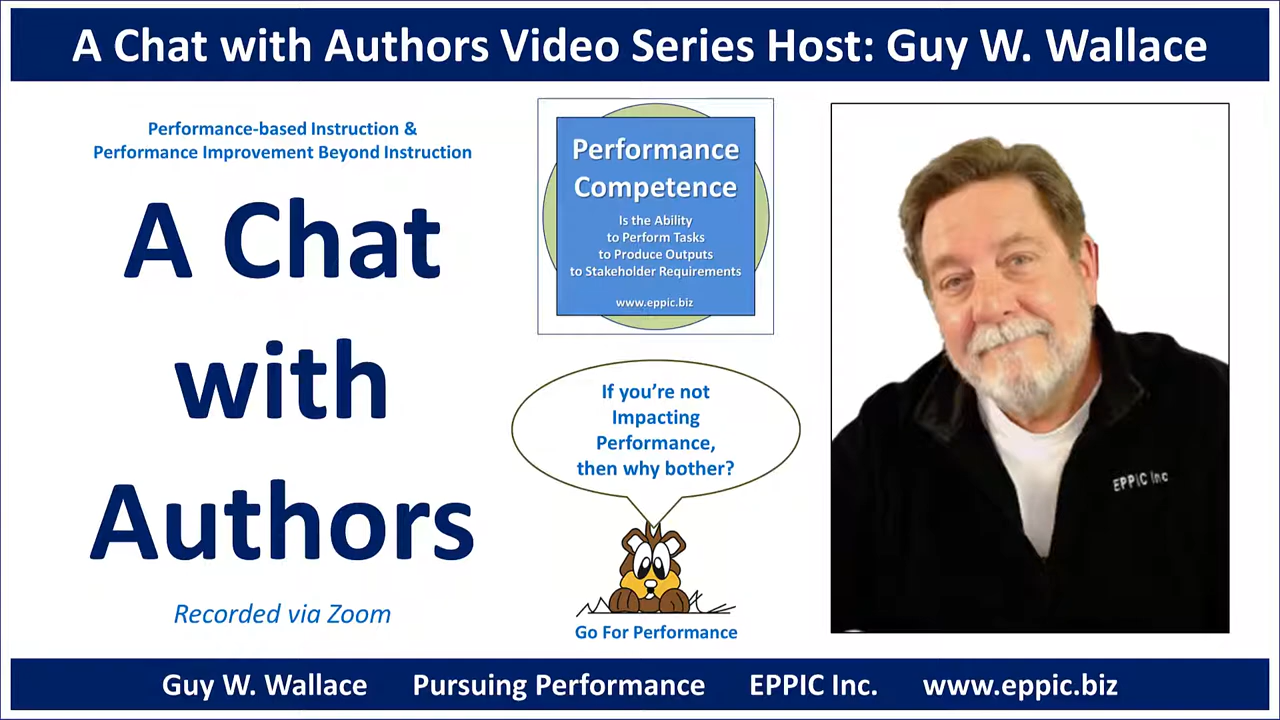 A Chat with Authors Video Series Host: Guy W. Wallace
Performance-based Instruction &
Performance Improvement Beyond Instruction
A Chat
with
Authors
Recorded via Zoom
Performance
Competence
Is the Ability
to Perform Tasks
to Produce Outputs
to Stakeholder Requirements
www.eppic.biz
If you're not
Impacting
Performance,
then why bother?
Go For Performance
EPPIC Inc
Guy W. Wallace Pursuing Performance EPPIC Inc. www.eppic.biz